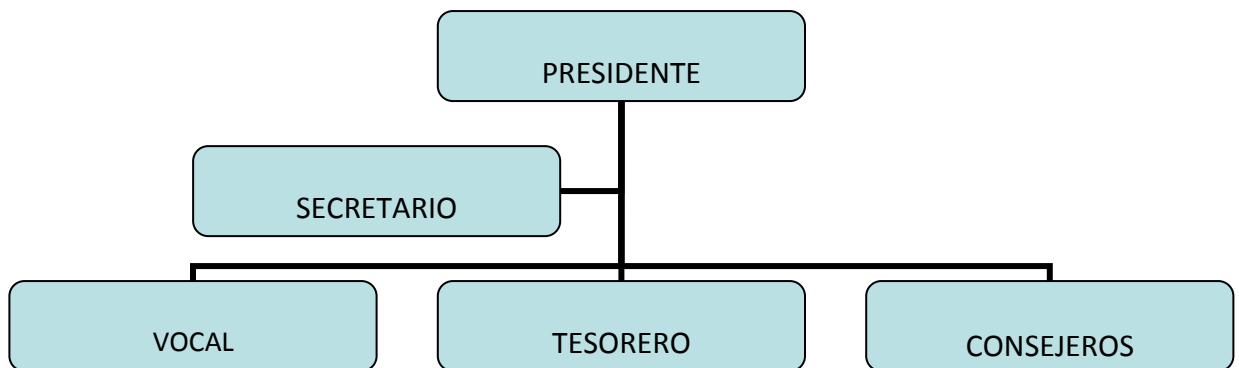 PRESIDENTE
SECRETARIO
VOCAL
TESORERO
CONSEJEROS